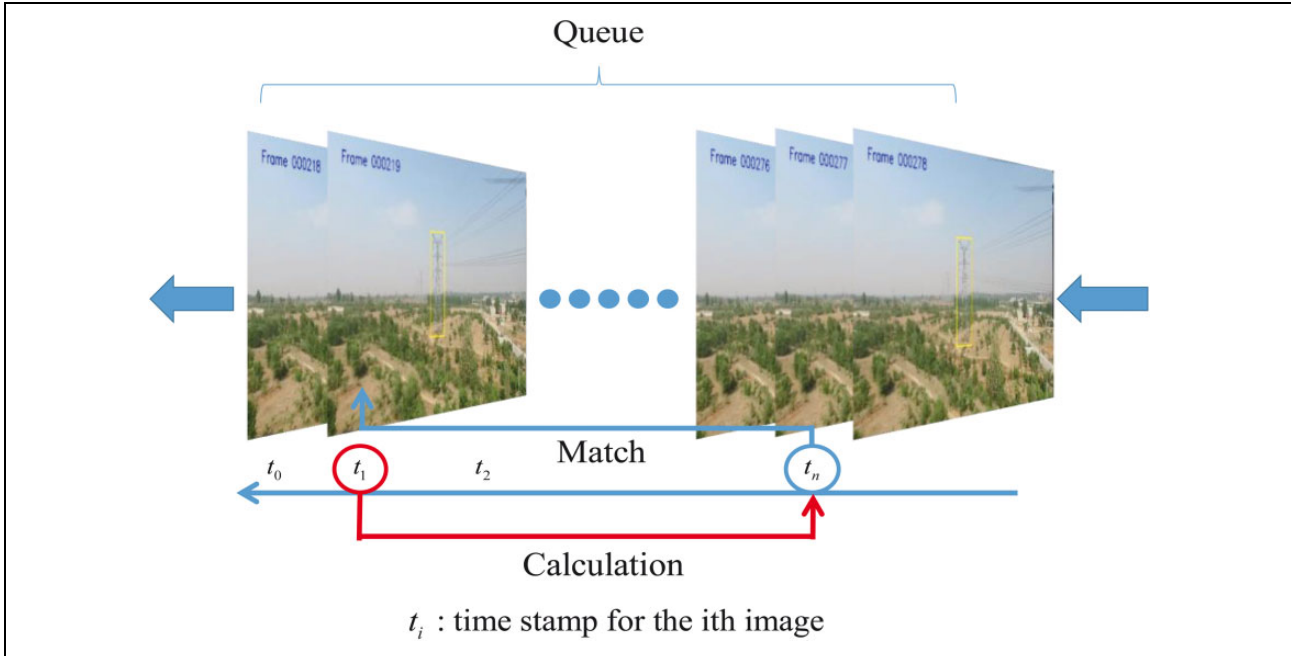 Queue
Frame 000218
Frame 000219
Frame 000276
Frame 000277
Frame 000278
Match
t₀
t₁
t₂
tₙ
Calculation
tᵢ : time stamp for the ith image